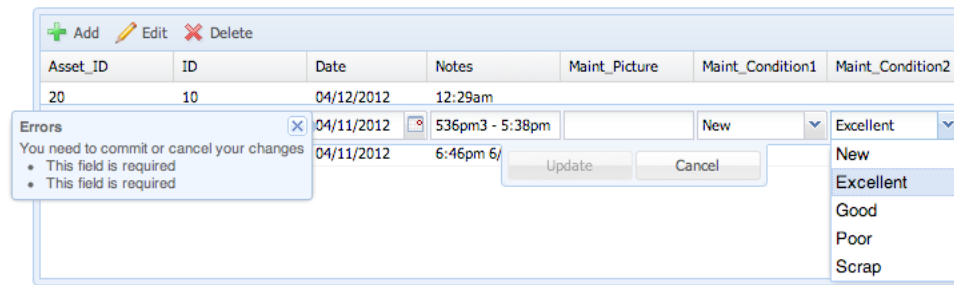 Add Edit Delete
Asset_ID ID Date Notes Maint_Picture Maint_Condition1 Maint_Condition2
20 10 04/12/2012 12:29am
Errors
You need to commit or cancel your changes
• This field is required
• This field is required
04/11/2012 536pm3 - 5:38pm New Excellent
04/11/2012 6:46pm 6/
Update Cancel
New
Excellent
Good
Poor
Scrap